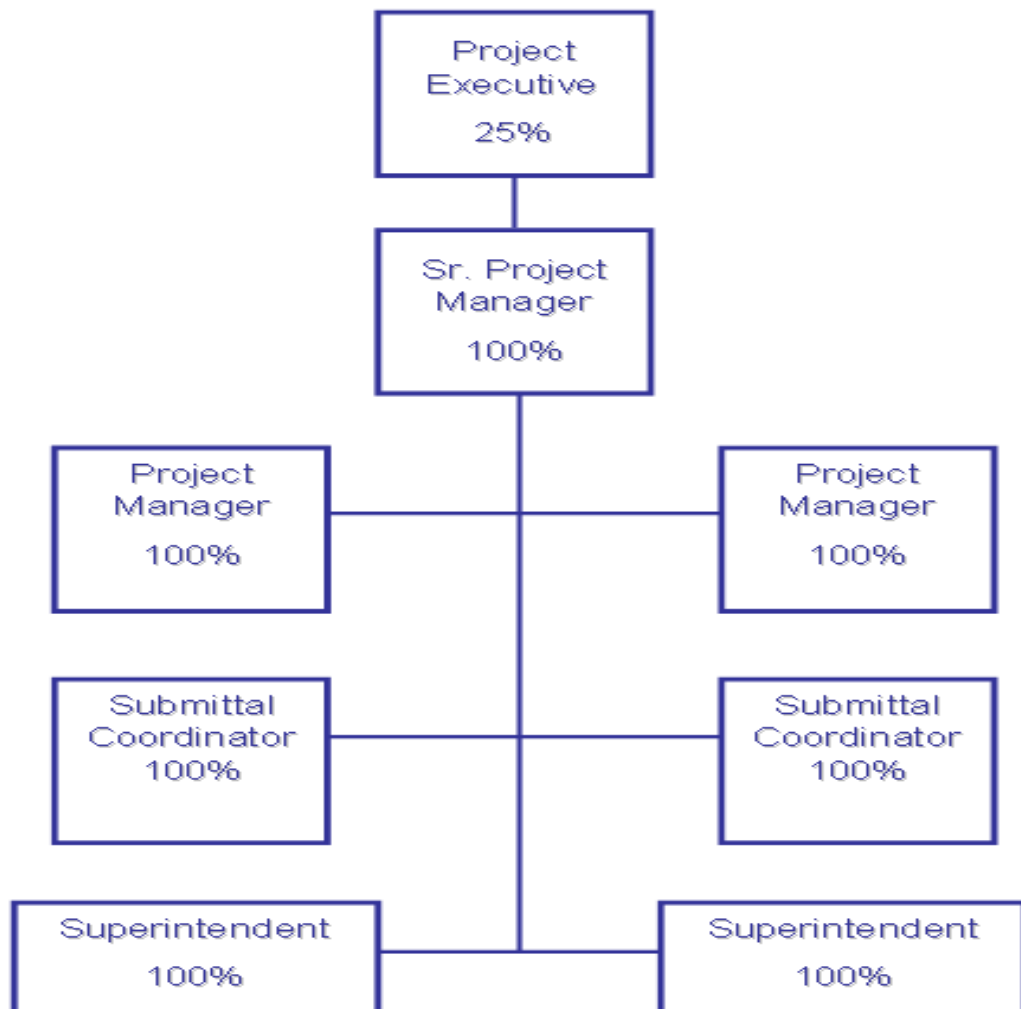 Project
Executive
25%
Sr. Project
Manager
100%
Project
Manager
100%
Project
Manager
100%
Submittal
Coordinator
100%
Submittal
Coordinator
100%
Superintendent
100%
Superintendent
100%